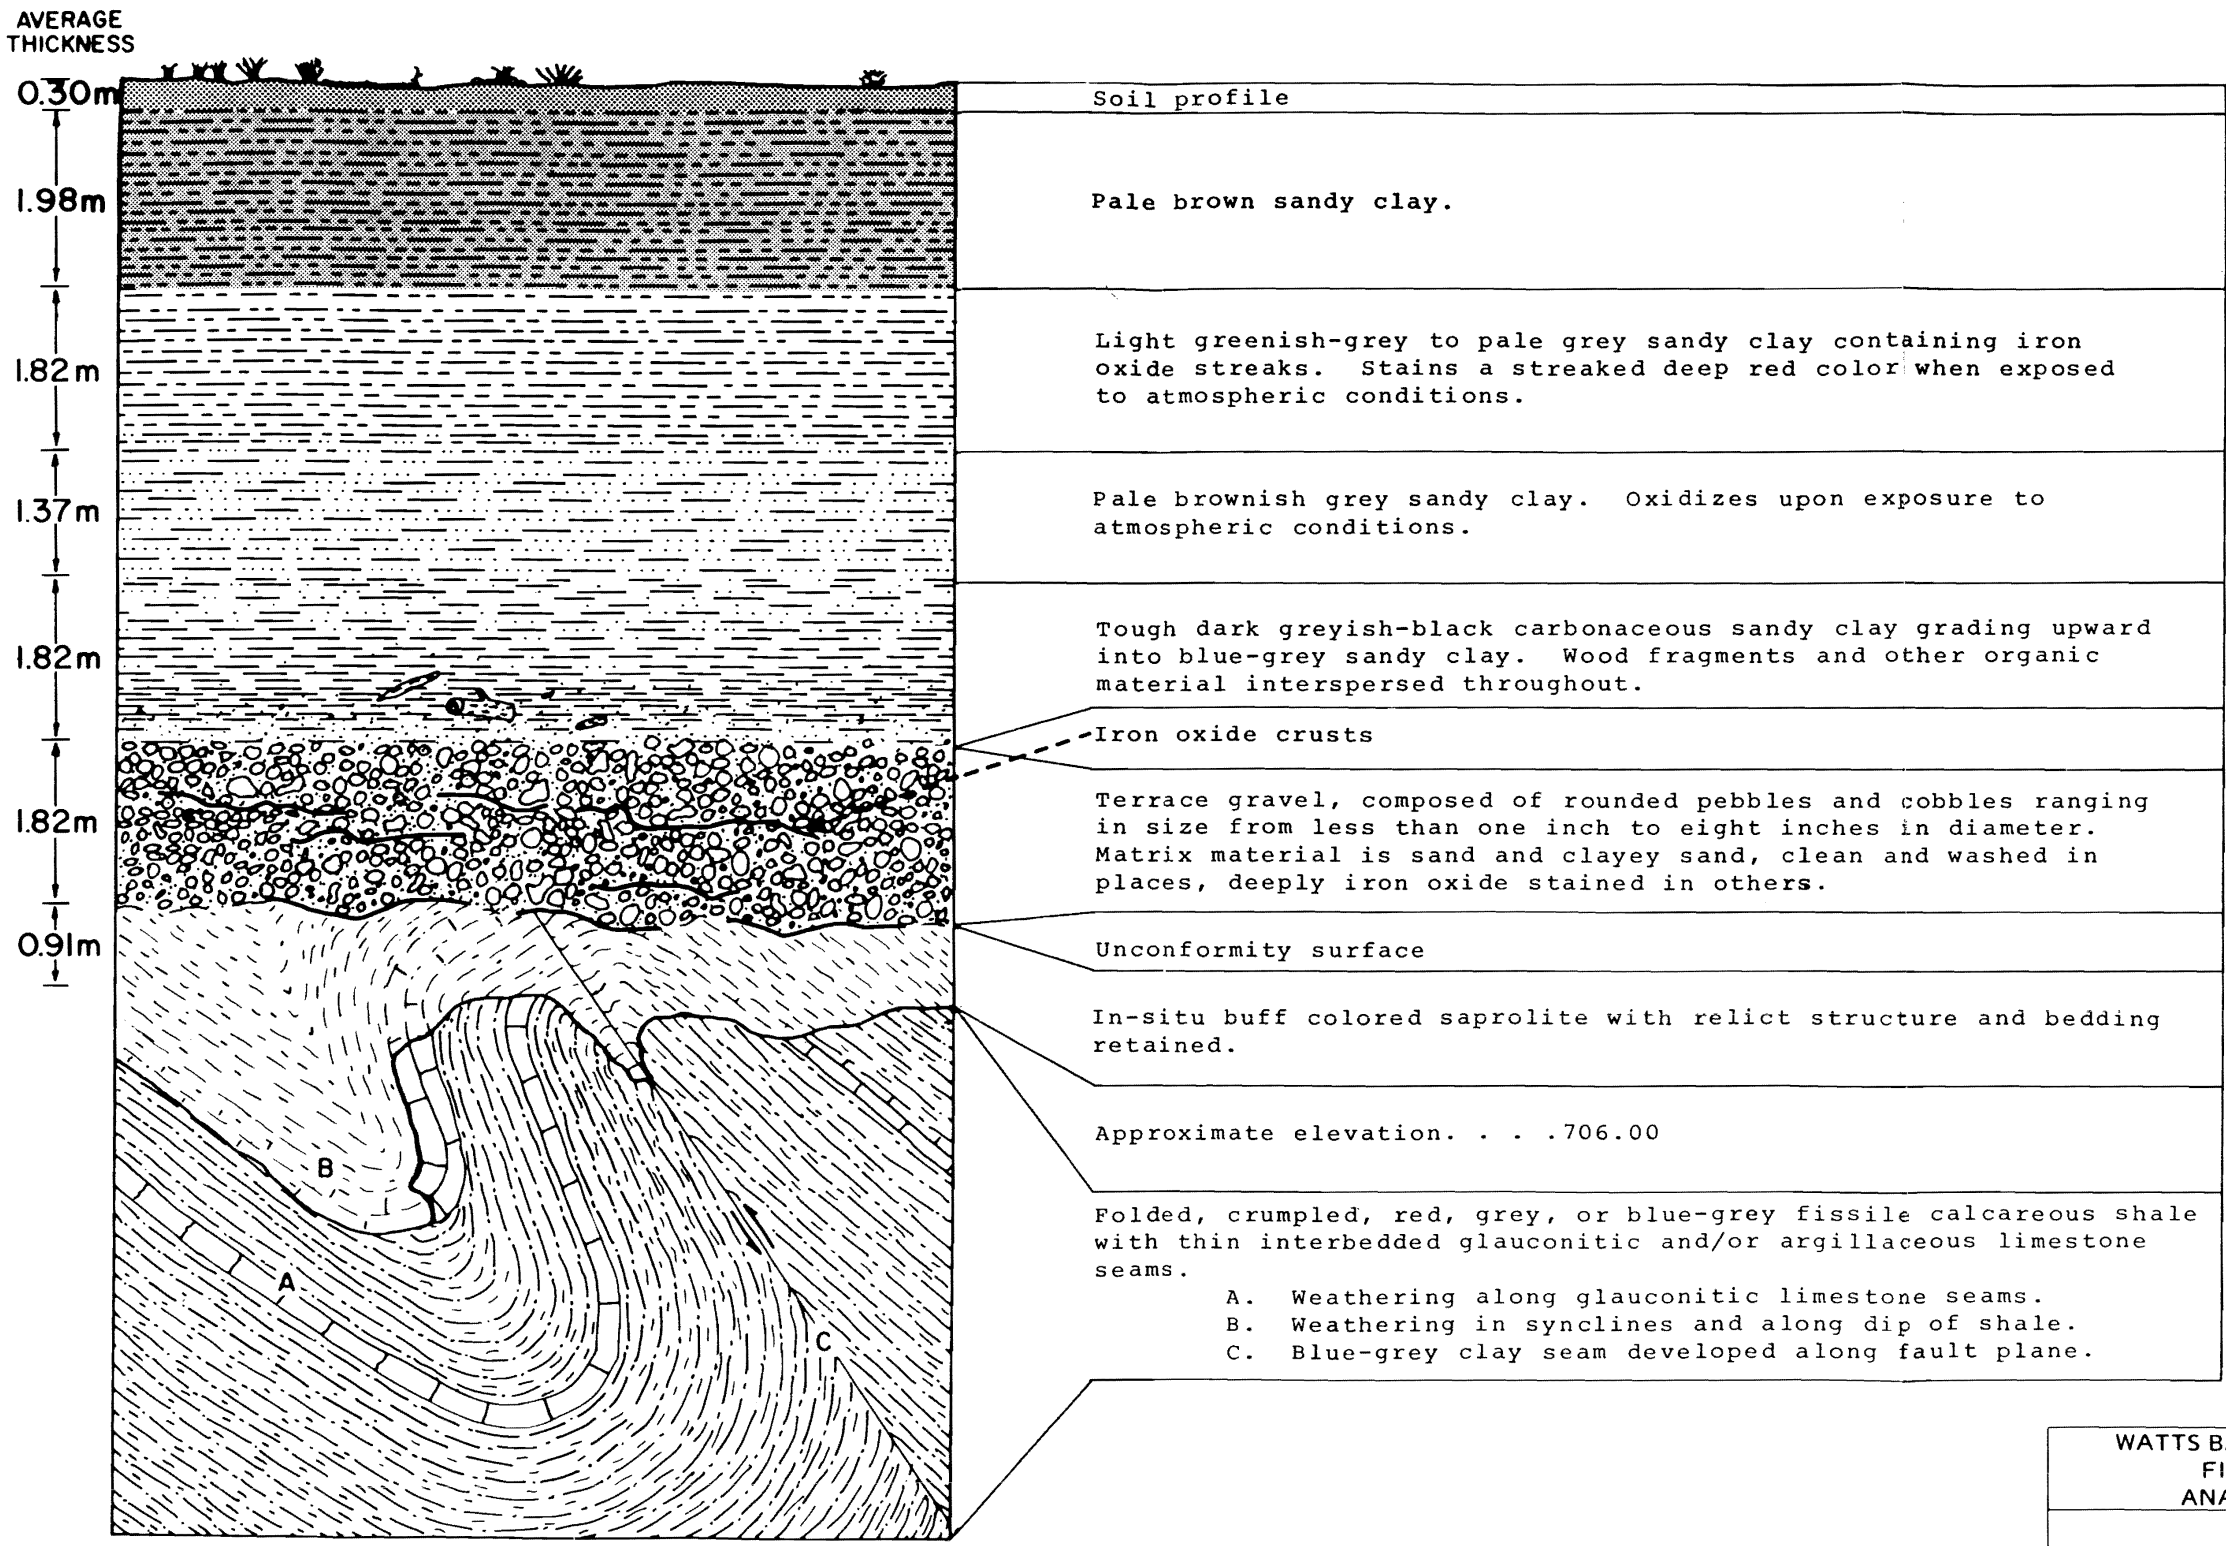 AVERAGE
THICKNESS
0.30m
1.98m
1.82m
1.37m
1.82m
1.82m
0.91m
Soil profile
Pale brown sandy clay.
Light greenish-grey to pale grey sandy clay containing iron
oxide streaks. Stains a streaked deep red color when exposed
to atmospheric conditions.
Pale brownish grey sandy clay. Oxidizes upon exposure to
atmospheric conditions.
Tough dark greyish-black carbonaceous sandy clay grading upward
into blue-grey sandy clay. Wood fragments and other organic
material interspersed throughout.
Iron oxide crusts
Terrace gravel, composed of rounded pebbles and cobbles ranging
in size from less than one inch to eight inches in diameter.
Matrix material is sand and clayey sand, clean and washed in
places, deeply iron oxide stained in others.
Unconformity surface
In-situ buff colored saprolite with relict structure and bedding
retained.
Approximate elevation. . . .706.00
Folded, crumpled, red, grey, or blue-grey fissile calcareous shale
with thin interbedded glauconitic and/or argillaceous limestone
seams.
A. Weathering along glauconitic limestone seams.
B. Weathering in synclines and along dip of shale.
C. Blue-grey clay seam developed along fault plane.
B
A
C
WATTS B
FI
ANA